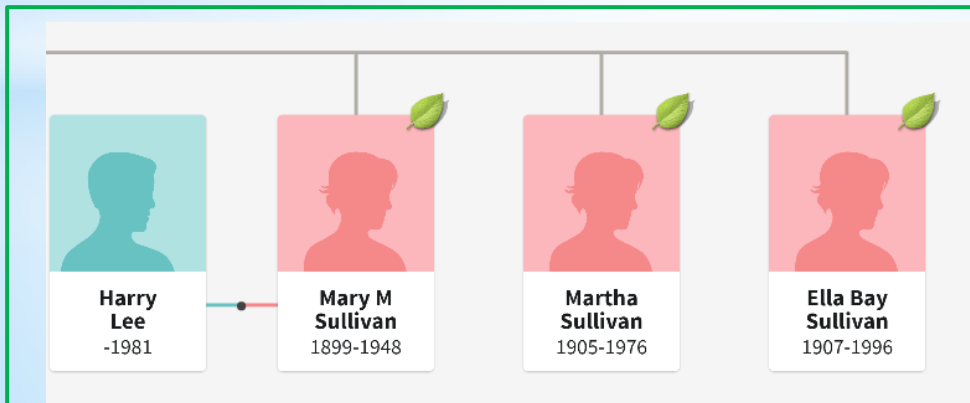 Harry
Lee
-1981
Mary M
Sullivan
1899-1948
Martha
Sullivan
1905-1976
Ella Bay
Sullivan
1907-1996